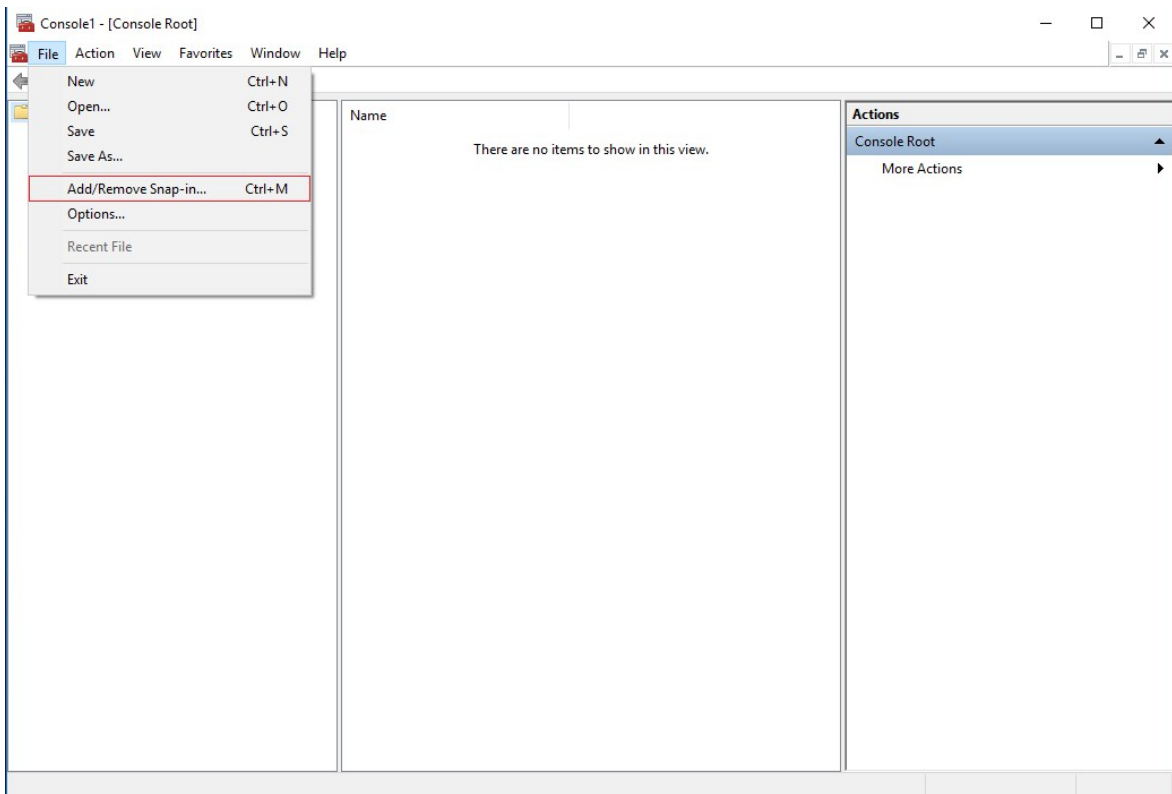 Console1 - [Console Root]
File Action View Favorites Window Help
New Ctrl+N
Open... Ctrl+O
Save Ctrl+S
Save As...
Add/Remove Snap-in... Ctrl+M
Options...
Recent File
Exit
Name
There are no items to show in this view.
Actions
Console Root
More Actions